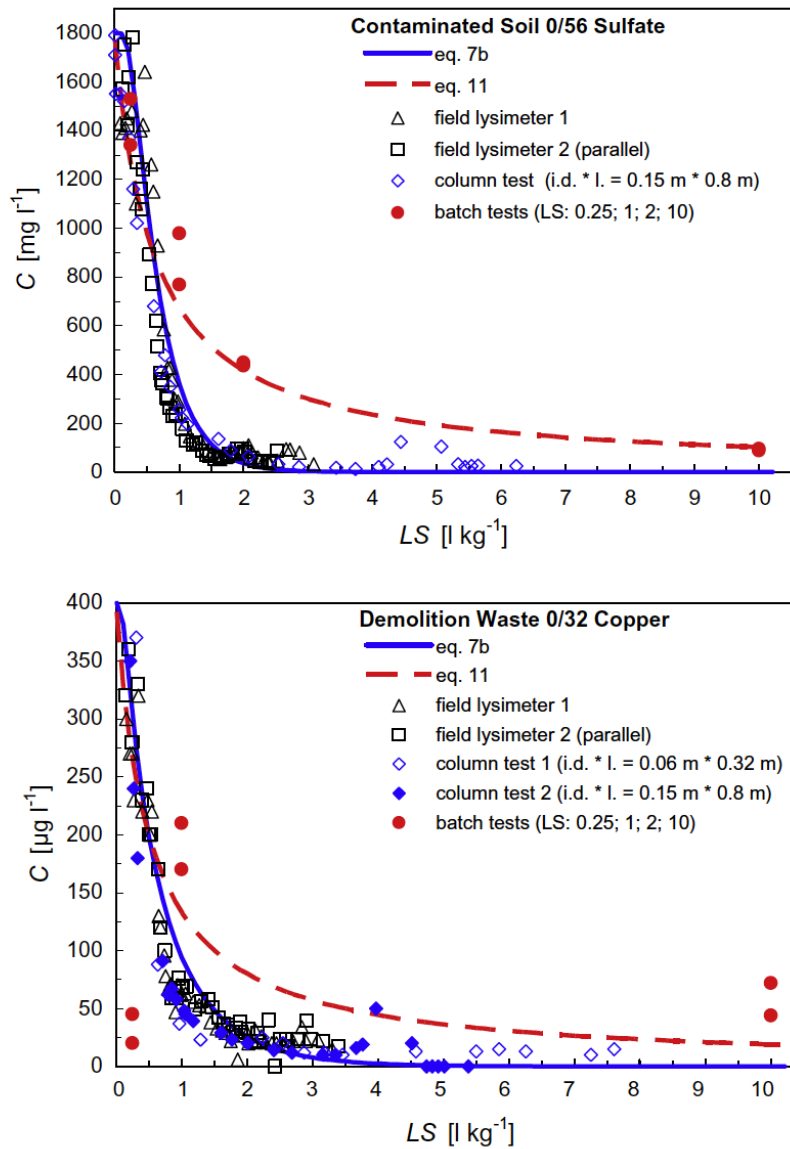 Contaminated Soil 0/56 Sulfate
eq. 7b
eq. 11
field lysimeter 1
field lysimeter 2 (parallel)
column test (i.d. * l. = 0.15 m * 0.8 m)
batch tests (LS: 0.25; 1; 2; 10)
1800
1600
1400
1200
1000
800
600
400
200
0
C [mg l⁻¹]
0 1 2 3 4 5 6 7 8 9 10
LS [l kg⁻¹]
Demolition Waste 0/32 Copper
eq. 7b
eq. 11
field lysimeter 1
field lysimeter 2 (parallel)
column test 1 (i.d. * l. = 0.06 m * 0.32 m)
column test 2 (i.d. * l. = 0.15 m * 0.8 m)
batch tests (LS: 0.25; 1; 2; 10)
400
350
300
250
200
150
100
50
0
C [µg l⁻¹]
0 1 2 3 4 5 6 7 8 9 10
LS [l kg⁻¹]